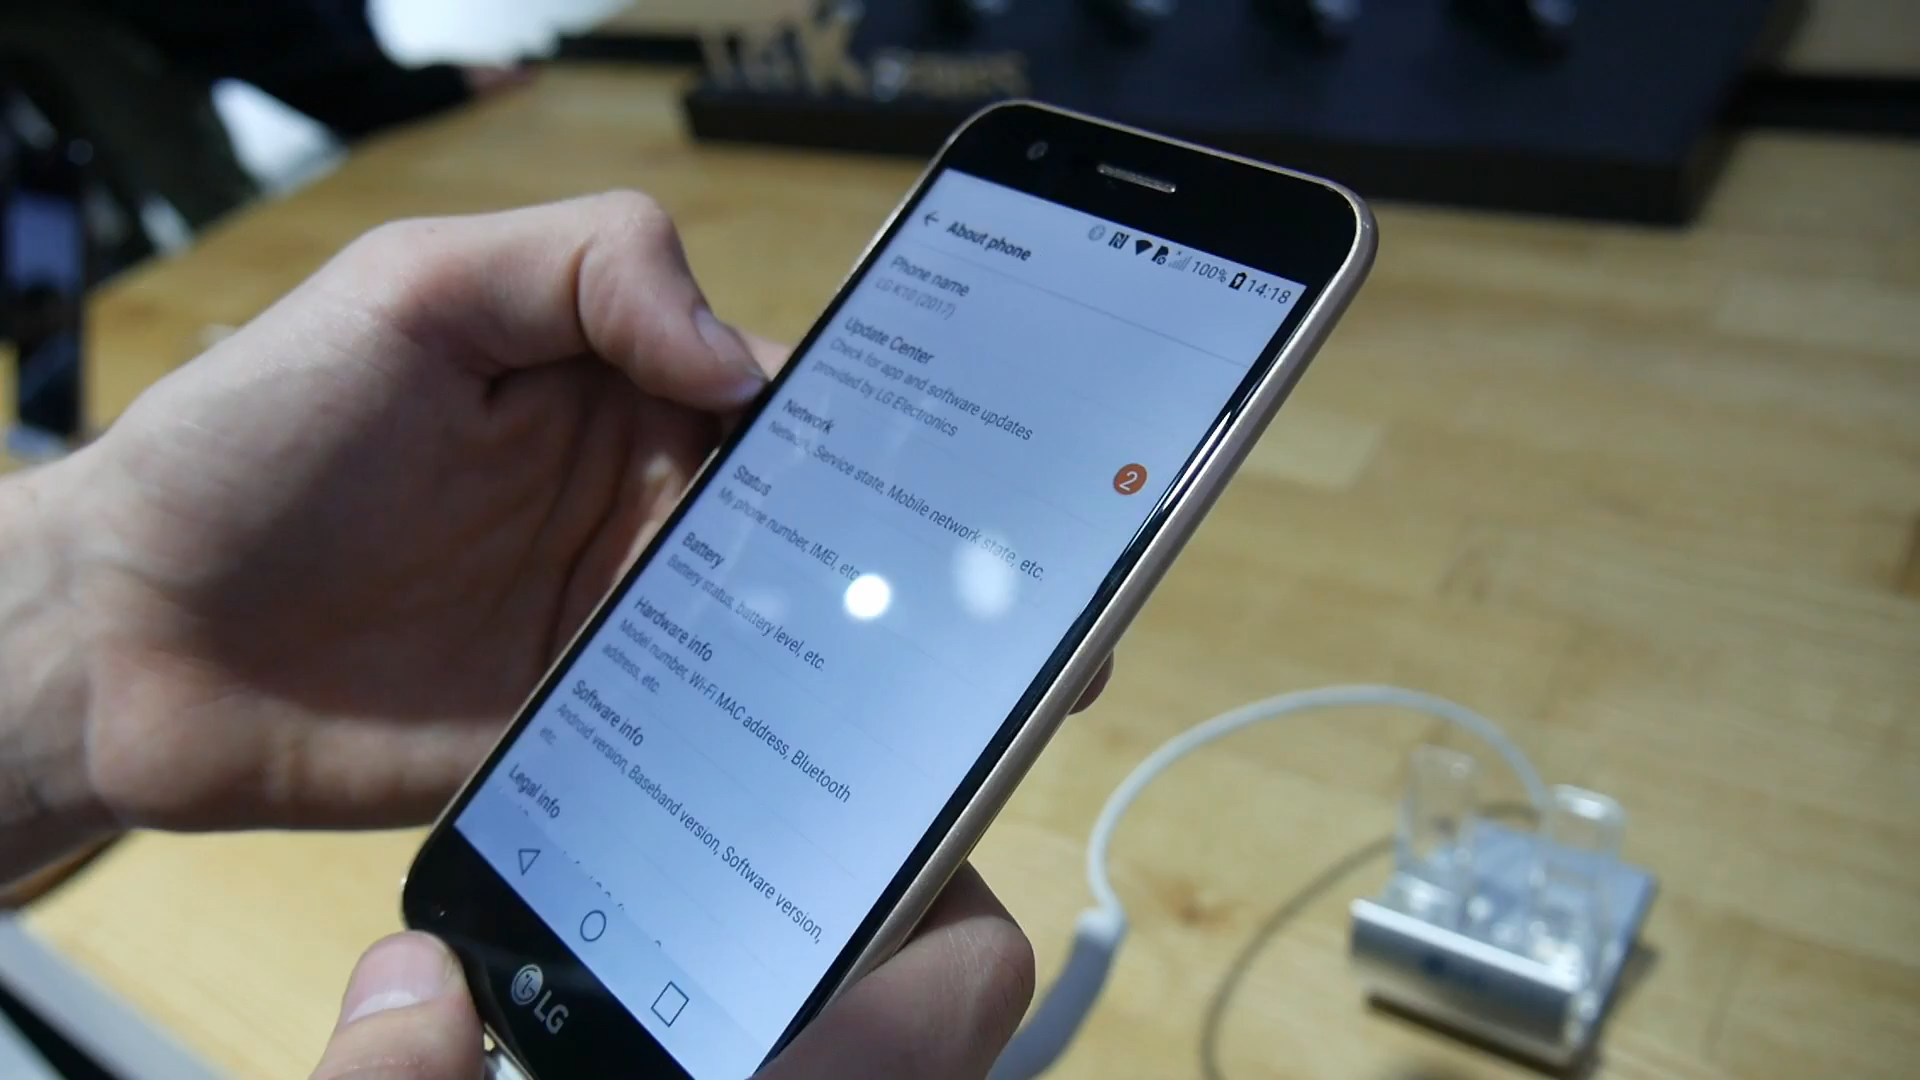 About phone
100% 14:18
Phone name
LG K10 (2017)
Update Center
Check for app and software updates
provided by LG Electronics
2
Network
Network, Service state, Mobile network state, etc.
Status
My phone number, IMEI, etc.
Battery
Battery status, battery level, etc.
Hardware info
Model number, Wi-Fi MAC address, Bluetooth
address, etc.
Software info
Android version, Baseband version, Software version,
etc.
Legal info
LG